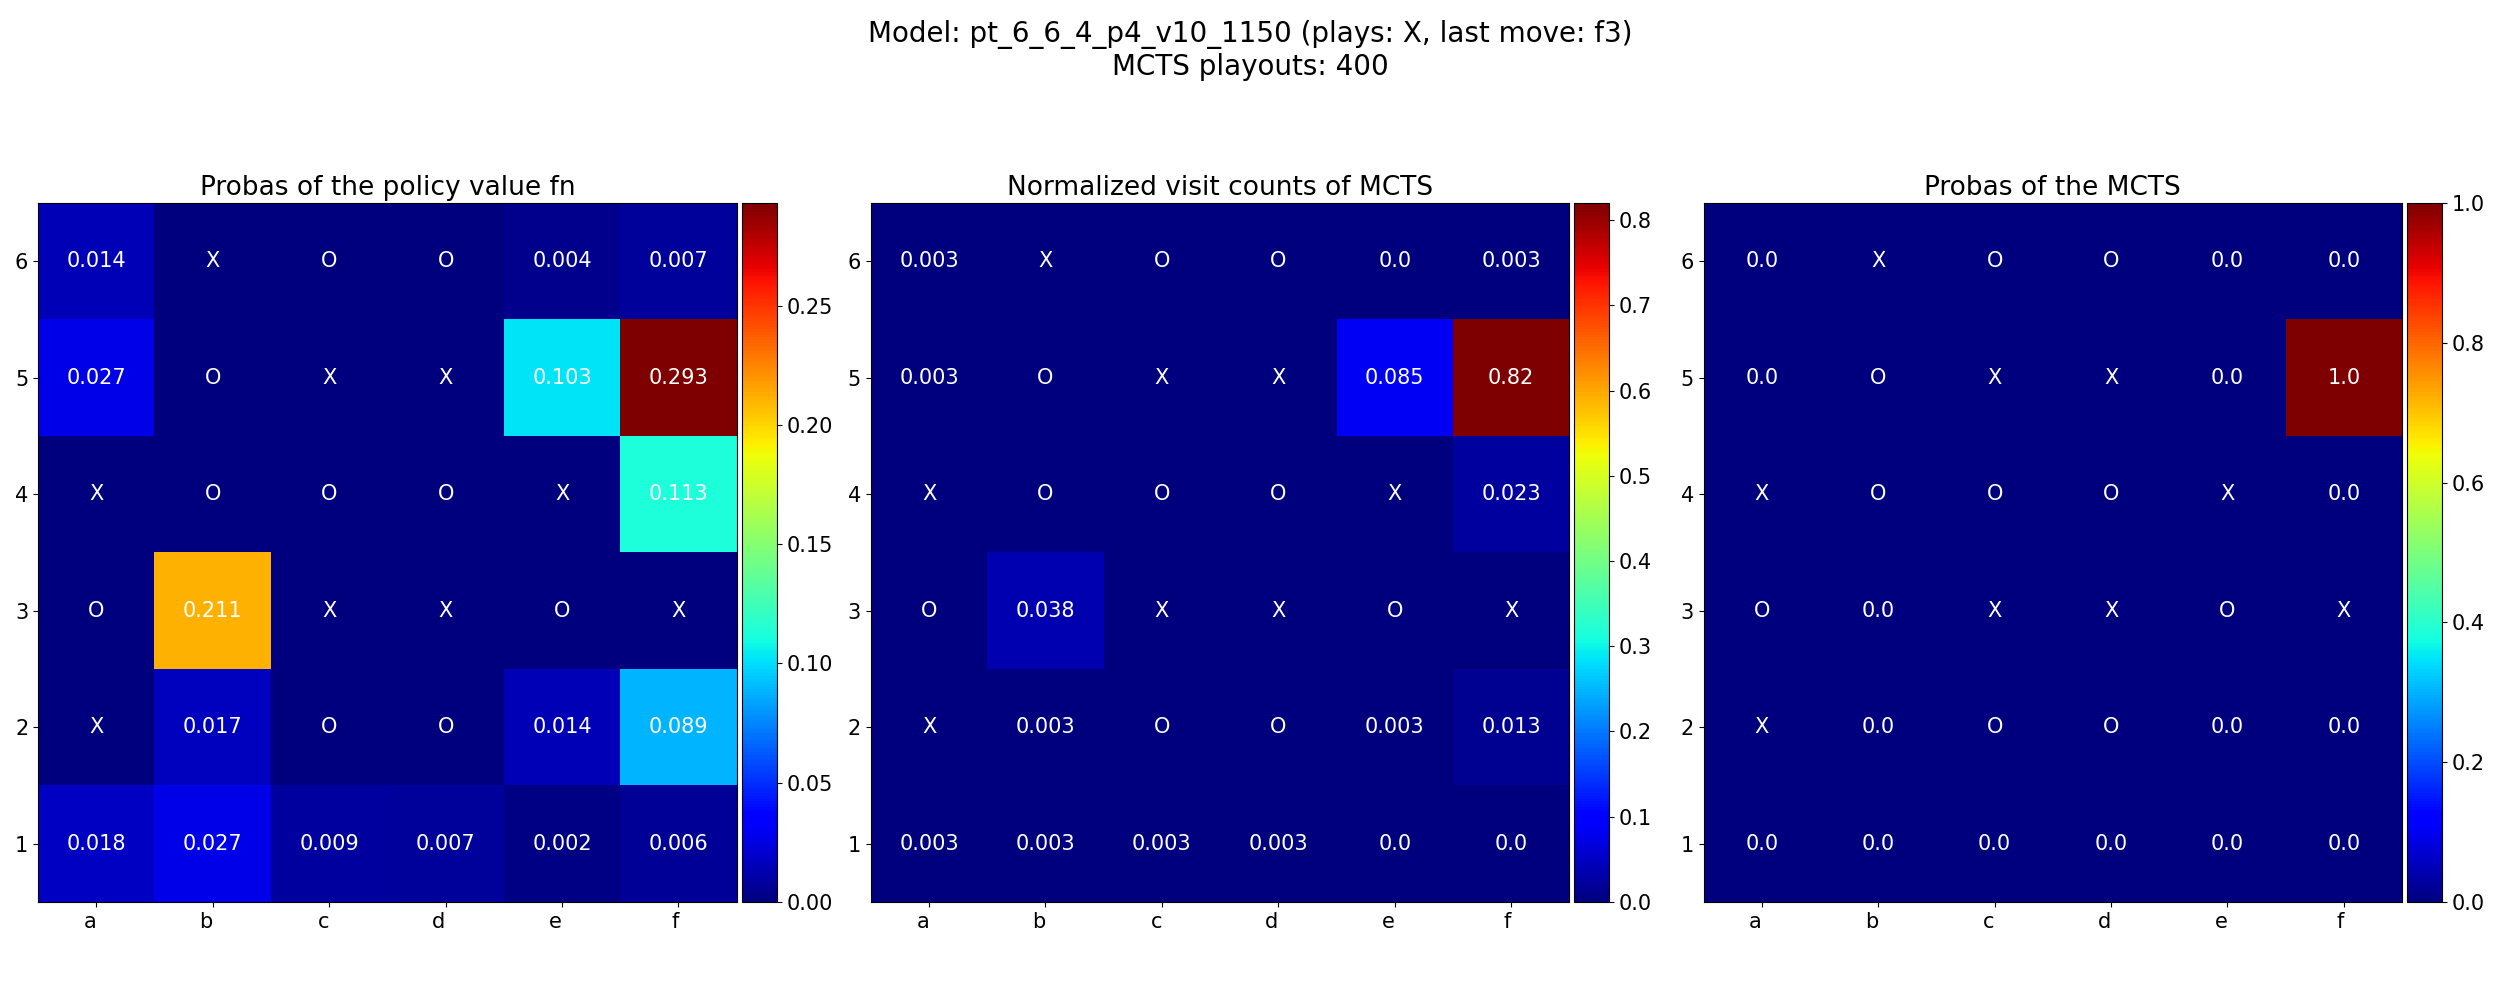 Model: pt_6_6_4_p4_v10_1150 (plays: X, last move: f3)
MCTS playouts: 400
Probas of the policy value fn
6 0.014 X O O 0.004 0.007
5 0.027 O X X 0.103 0.293
4 X O O O X 0.113
3 O 0.211 X X O X
2 X 0.017 O O 0.014 0.089
1 0.018 0.027 0.009 0.007 0.002 0.006
a b c d e f
0.25
0.20
0.15
0.10
0.05
0.00
Normalized visit counts of MCTS
6 0.003 X O O 0.0 0.003
5 0.003 O X X 0.085 0.82
4 X O O O X 0.023
3 O 0.038 X X O X
2 X 0.003 O O 0.003 0.013
1 0.003 0.003 0.003 0.003 0.0 0.0
a b c d e f
0.8
0.7
0.6
0.5
0.4
0.3
0.2
0.1
0.0
Probas of the MCTS
6 0.0 X O O 0.0 0.0
5 0.0 O X X 0.0 1.0
4 X O O O X 0.0
3 O 0.0 X X O X
2 X 0.0 O O 0.0 0.0
1 0.0 0.0 0.0 0.0 0.0 0.0
a b c d e f
1.0
0.8
0.6
0.4
0.2
0.0